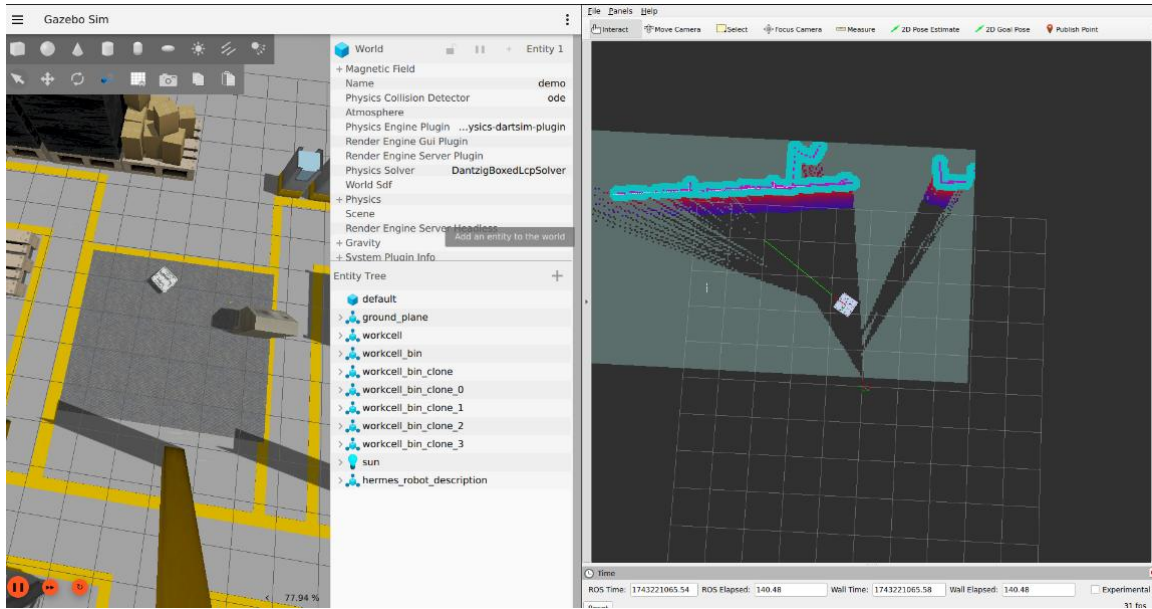 Gazebo Sim
World
Entity 1
+ Magnetic Field
Name demo
Physics Collision Detector ode
Atmosphere
Physics Engine Plugin ...ysics-dartsim-plugin
Render Engine Gui Plugin
Render Engine Server Plugin
Physics Solver DantzigBoxedLcpSolver
World Sdf
+ Physics
Scene
Render Engine Server Headless
Add an entity to the world
+ Gravity
+ System Plugin Info
Entity Tree +
default
> ground_plane
> workcell
> workcell_bin
> workcell_bin_clone
> workcell_bin_clone_0
> workcell_bin_clone_1
> workcell_bin_clone_2
> workcell_bin_clone_3
> sun
> hermes_robot_description
< 77.94 %
File Panels Help
Interact Move Camera Select Focus Camera Measure 2D Pose Estimate 2D Goal Pose Publish Point
Time
ROS Time: 1743221065.54 ROS Elapsed: 140.48 Wall Time: 1743221065.58 Wall Elapsed: 140.48 Experimental
Reset 31 fps